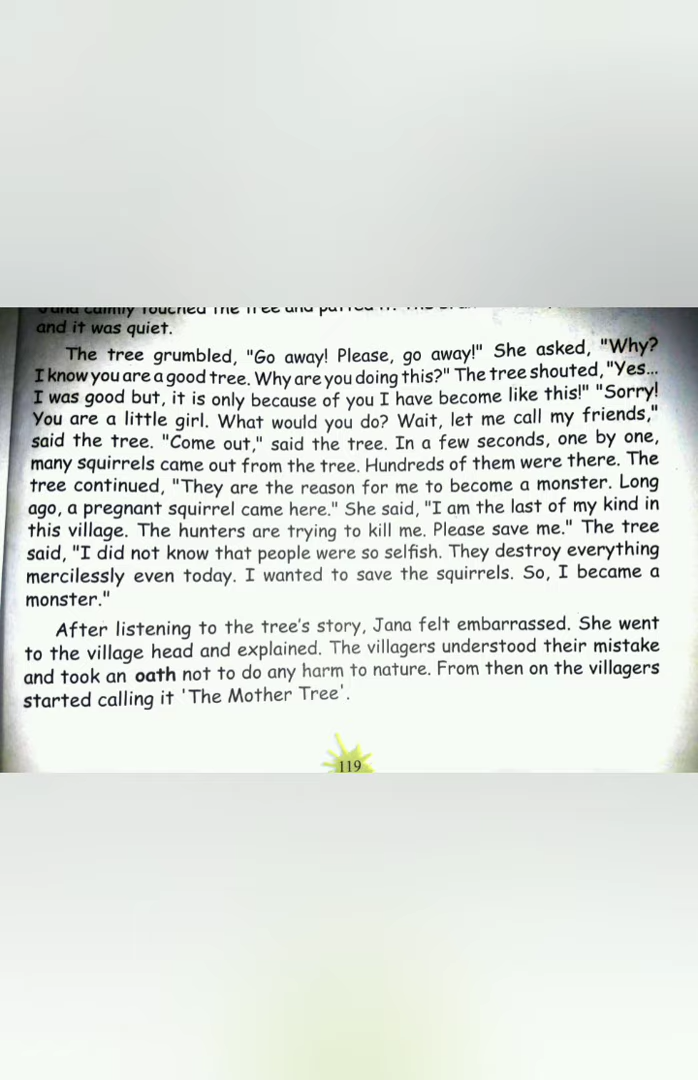 Jana calmly touched the tree and patted it. The
and it was quiet.
The tree grumbled, "Go away! Please, go away!" She asked, "Why?
I know you are a good tree. Why are you doing this?" The tree shouted, "Yes...
I was good but, it is only because of you I have become like this!" "Sorry!
You are a little girl. What would you do? Wait, let me call my friends,"
said the tree. "Come out," said the tree. In a few seconds, one by one,
many squirrels came out from the tree. Hundreds of them were there. The
tree continued, "They are the reason for me to become a monster. Long
ago, a pregnant squirrel came here." She said, "I am the last of my kind in
this village. The hunters are trying to kill me. Please save me." The tree
said, "I did not know that people were so selfish. They destroy everything
mercilessly even today. I wanted to save the squirrels. So, I became a
monster."
After listening to the tree's story, Jana felt embarrassed. She went
to the village head and explained. The villagers understood their mistake
and took an oath not to do any harm to nature. From then on the villagers
started calling it 'The Mother Tree'.
119